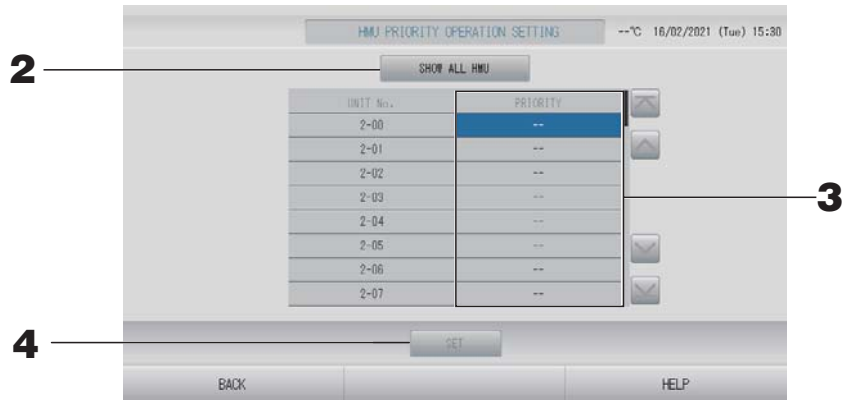 HMU PRIORITY OPERATION SETTING --°C 16/02/2021 (Tue) 15:30
2
SHOW ALL HMU
UNIT No. PRIORITY
2-00 --
2-01 --
2-02 --
2-03 --
3
2-04 --
2-05 --
2-06 --
2-07 --
4
SET
BACK HELP